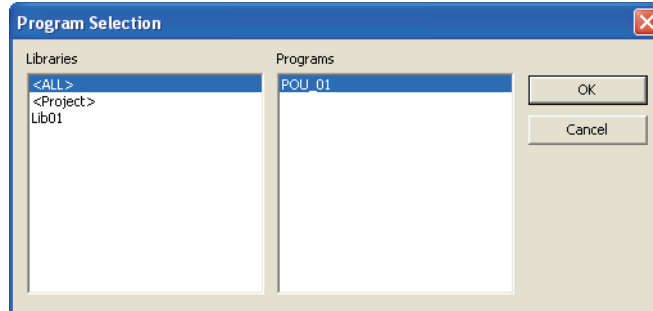 Program Selection
Libraries
Programs
<ALL>
<Project>
Lib01
POU_01
OK
Cancel